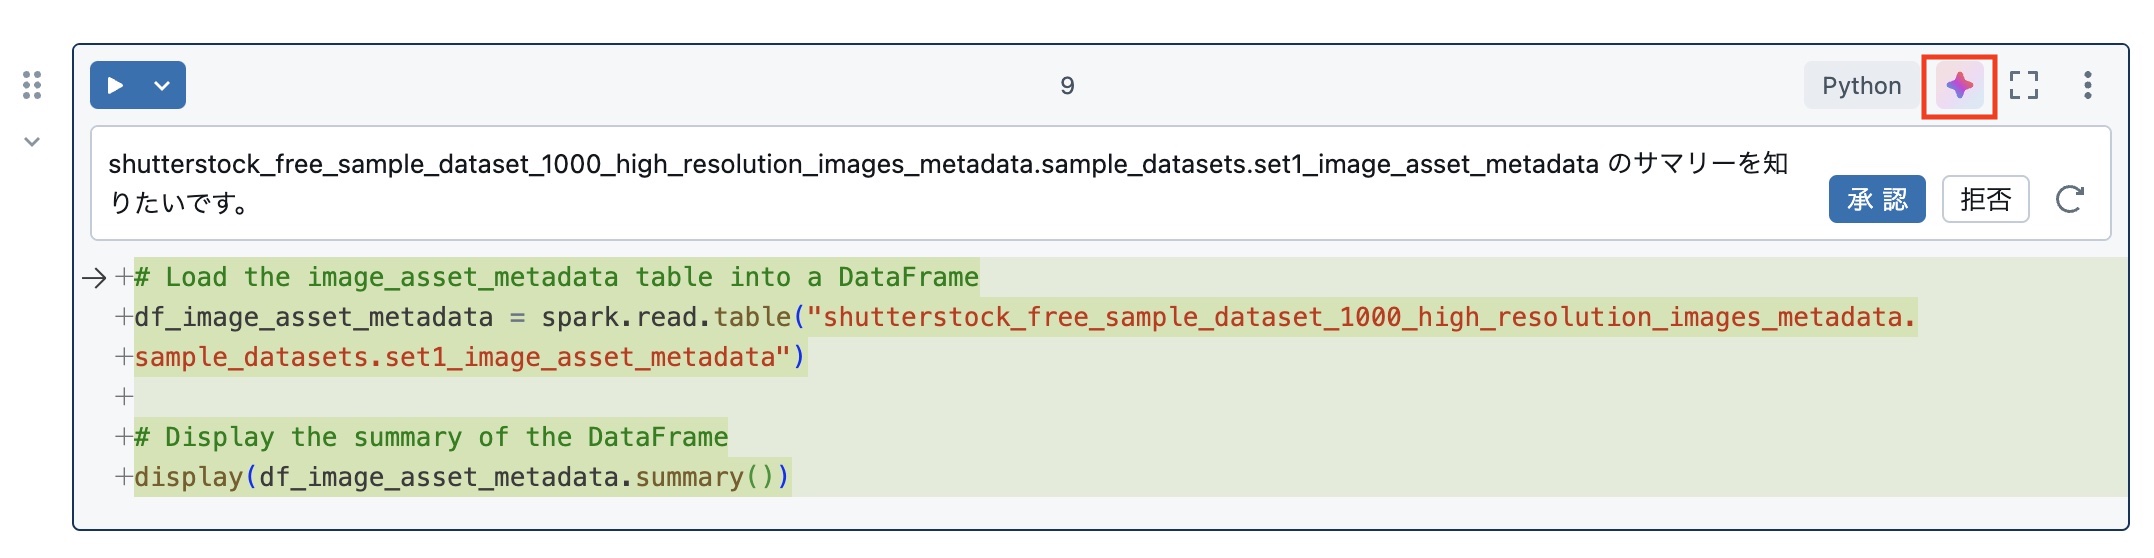 9
Python
shutterstock_free_sample_dataset_1000_high_resolution_images_metadata.sample_datasets.set1_image_asset_metadata のサマリーを知
りたいです。
承認
拒否
+# Load the image_asset_metadata table into a DataFrame
+df_image_asset_metadata = spark.read.table("shutterstock_free_sample_dataset_1000_high_resolution_images_metadata.
+sample_datasets.set1_image_asset_metadata")
+
+# Display the summary of the DataFrame
+display(df_image_asset_metadata.summary())